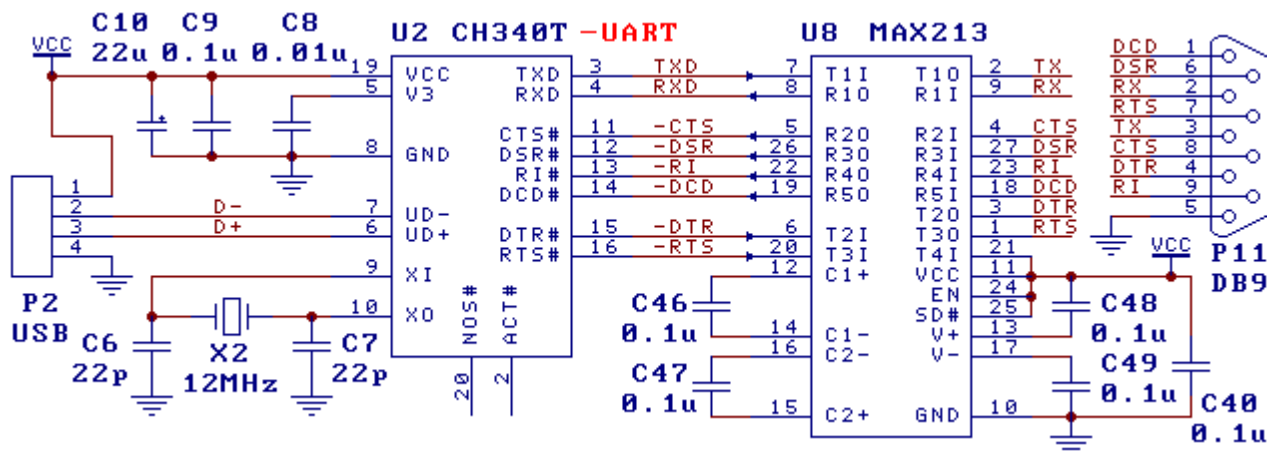 C10 C9 C8 U2 CH340T -UART U8 MAX213
VCC 22u 0.1u 0.01u
19 VCC TXD 3 TXD 7 T1I T1O 2 TX
5 V3 RXD 4 RXD 8 R1O R1I 9 RX
CTS# 11 -CTS 5 R2O R2I 4 CTS
8 GND DSR# 12 -DSR 26 R3O R3I 27 DSR
RI# 13 -RI 22 R4O R4I 23 RI
DCD# 14 -DCD 19 R5O R5I 18 DCD
T2O 3 DTR
DTR# 15 -DTR 6 T2I T3O 1 RTS
RTS# 16 -RTS 20 T3I T4I 21
DCD 1
DSR 6
RX 2
RTS 7
TX 3
CTS 8
DTR 4
RI 9
5
P11
DB9
1
2 D- 7 UD-
3 D+ 6 UD+
4
P2
USB
9 XI
10 XO
C6
22p
X2
12MHz
C7
22p
NOS# ACT#
20 2
12 C1+
C46
0.1u
14 C1-
16 C2-
C47
0.1u
15 C2+
VCC
VCC 11
EN 24
SD# 25
V+ 13
V- 17
GND 10
C48
0.1u
C49
0.1u
C40
0.1u